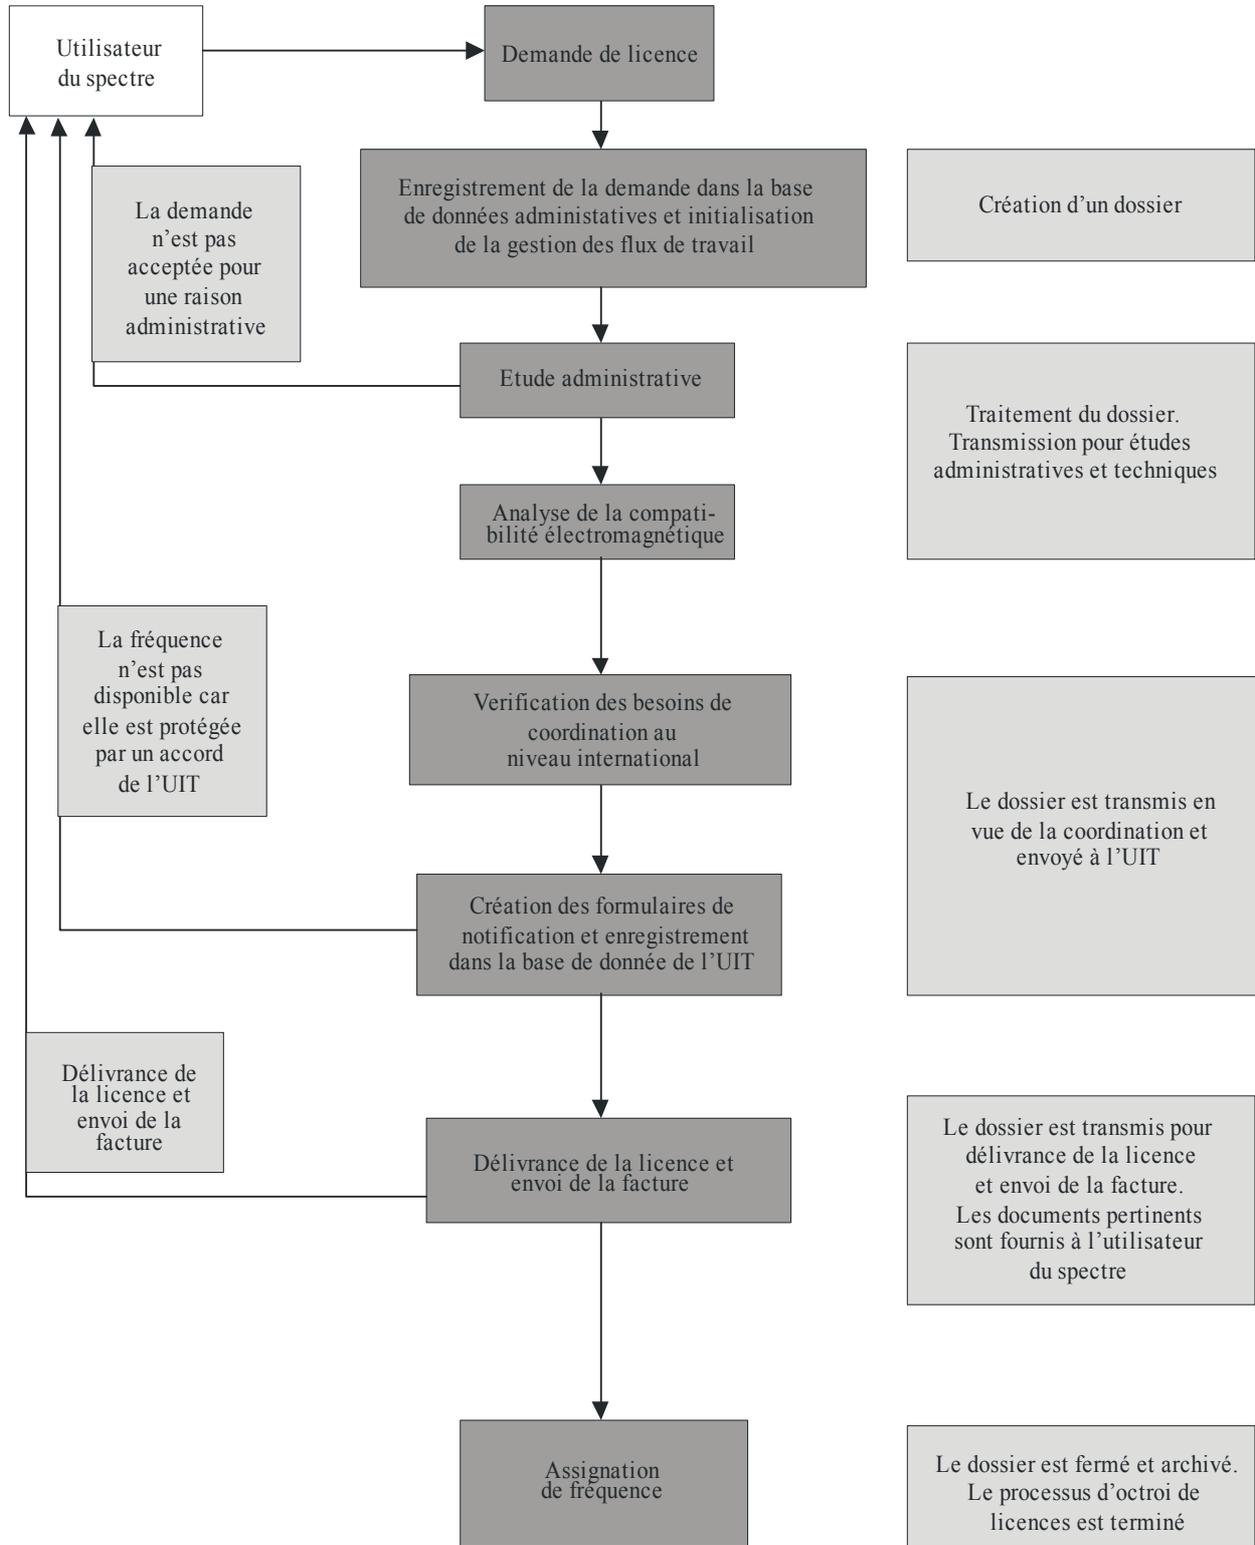 Utilisateur
du spectre
Demande de licence
Enregistrement de la demande dans la base
de données administatives et initialisation
de la gestion des flux de travail
Création d’un dossier
La demande
n’est pas
acceptée pour
une raison
administrative
Etude administrative
Traitement du dossier.
Transmission pour études
administratives et techniques
Analyse de la compati-
bilité électromagnétique
La fréquence
n’est pas
disponible car
elle est protégée
par un accord
de l’UIT
Verification des besoins de
coordination au
niveau international
Le dossier est transmis en
vue de la coordination et
envoyé à l’UIT
Création des formulaires de
notification et enregistrement
dans la base de donnée de l’UIT
Délivrance de
la licence et
envoi de la
facture
Délivrance de la licence et
envoi de la facture
Le dossier est transmis pour
délivrance de la licence
et envoi de la facture.
Les documents pertinents
sont fournis à l’utilisateur
du spectre
Assignation
de fréquence
Le dossier est fermé et archivé.
Le processus d’octroi de
licences est terminé